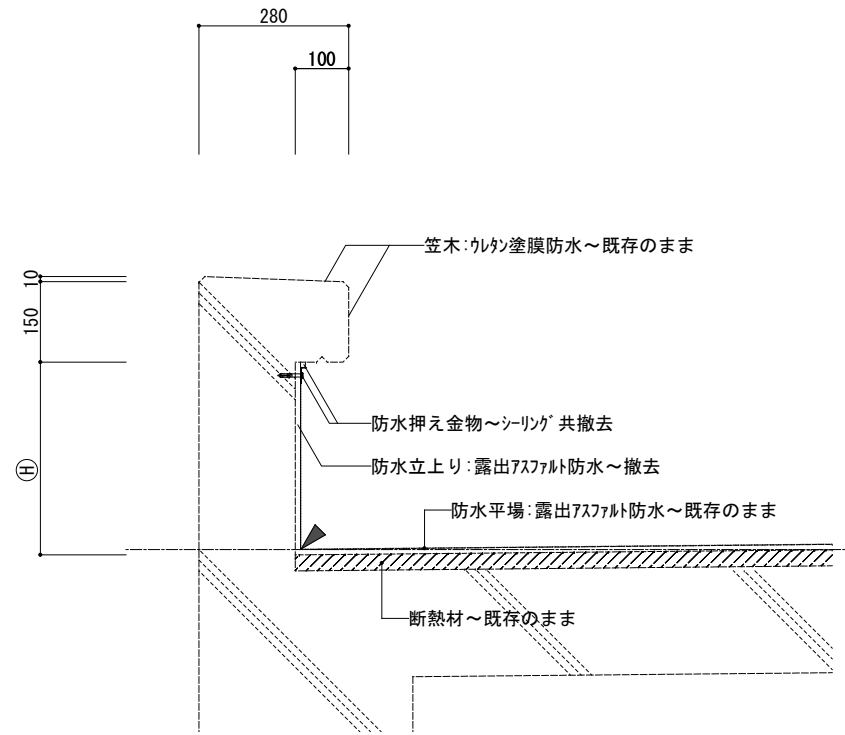 280
100
笠木:ウレタン塗膜防水~既存のまま
10
150
防水押え金物~シーリング共撤去
防水立上り:露出アスファルト防水~撤去
H
防水平場:露出アスファルト防水~既存のまま
断熱材~既存のまま